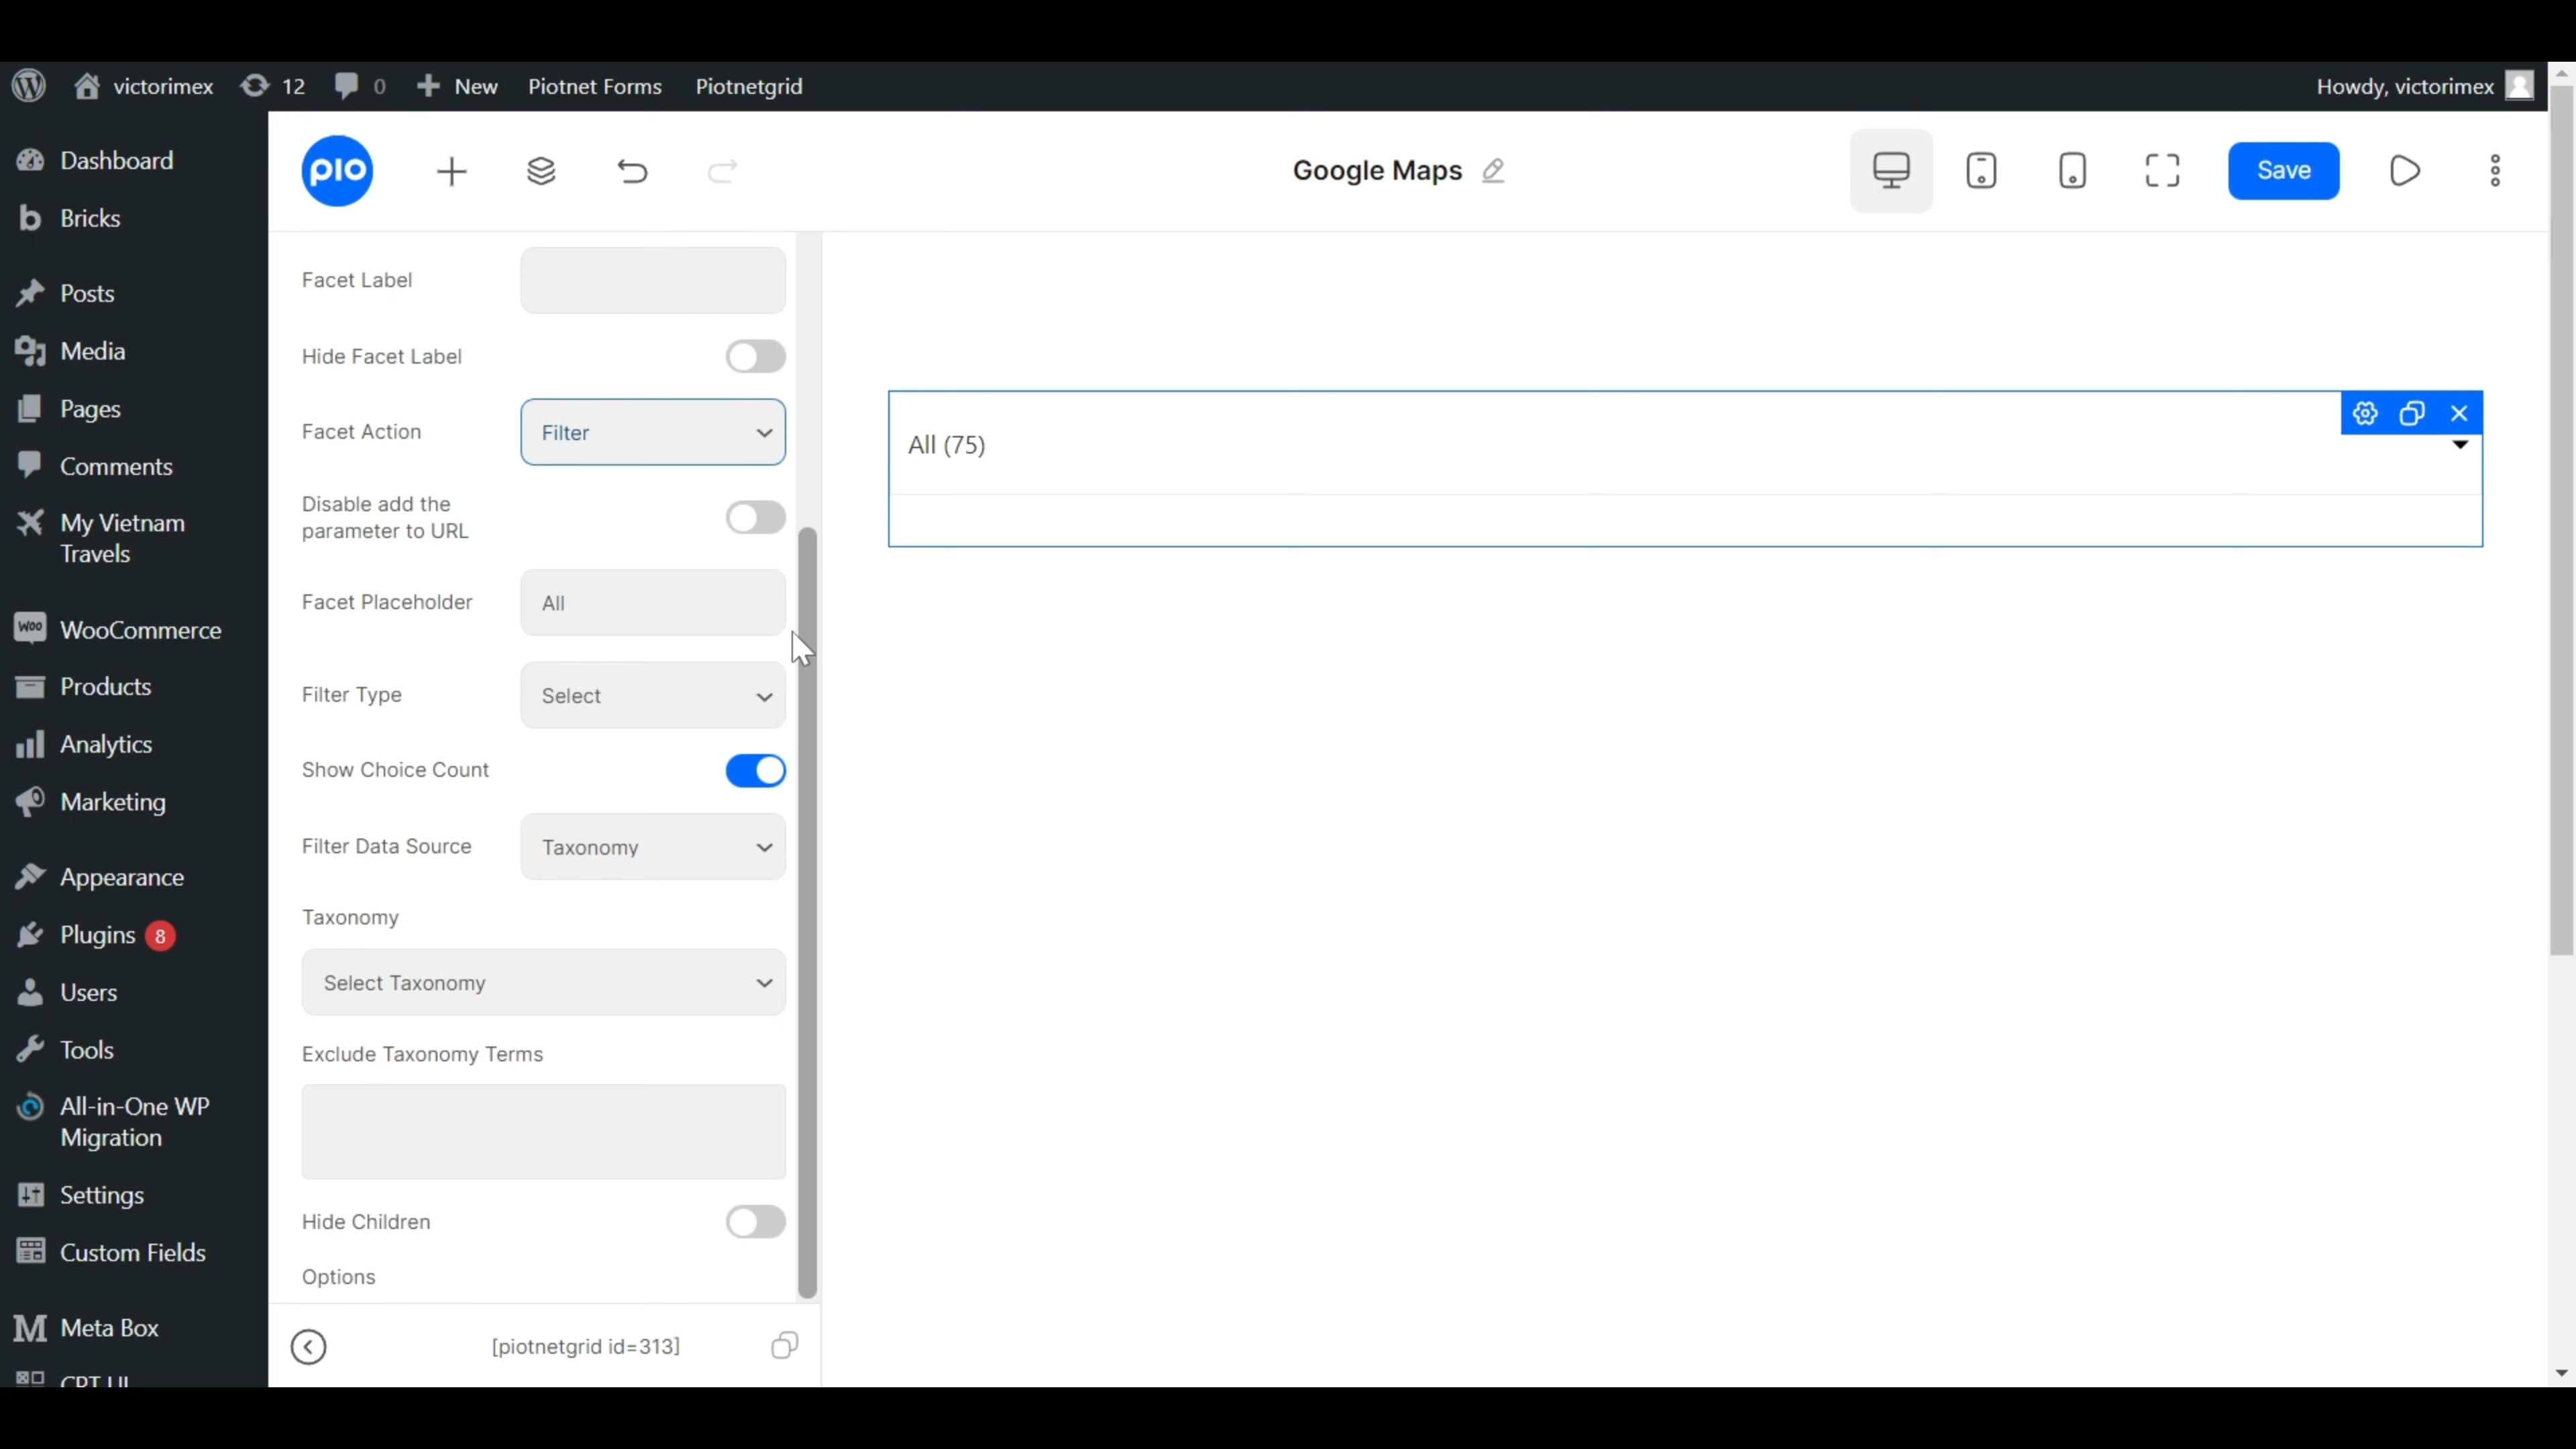 victorimex
12
0
New
Piotnet Forms
Piotnetgrid
Howdy, victorimex
Dashboard
Bricks
Posts
Media
Pages
Comments
My Vietnam
Travels
WooCommerce
Products
Analytics
Marketing
Appearance
Plugins 8
Users
Tools
All-in-One WP
Migration
Settings
Custom Fields
Meta Box
CPT UI
pio
Google Maps
Save
Facet Label
Hide Facet Label
Facet Action
Filter
Disable add the
parameter to URL
Facet Placeholder
All
Filter Type
Select
Show Choice Count
Filter Data Source
Taxonomy
Taxonomy
Select Taxonomy
Exclude Taxonomy Terms
Hide Children
Options
[piotnetgrid id=313]
All (75)